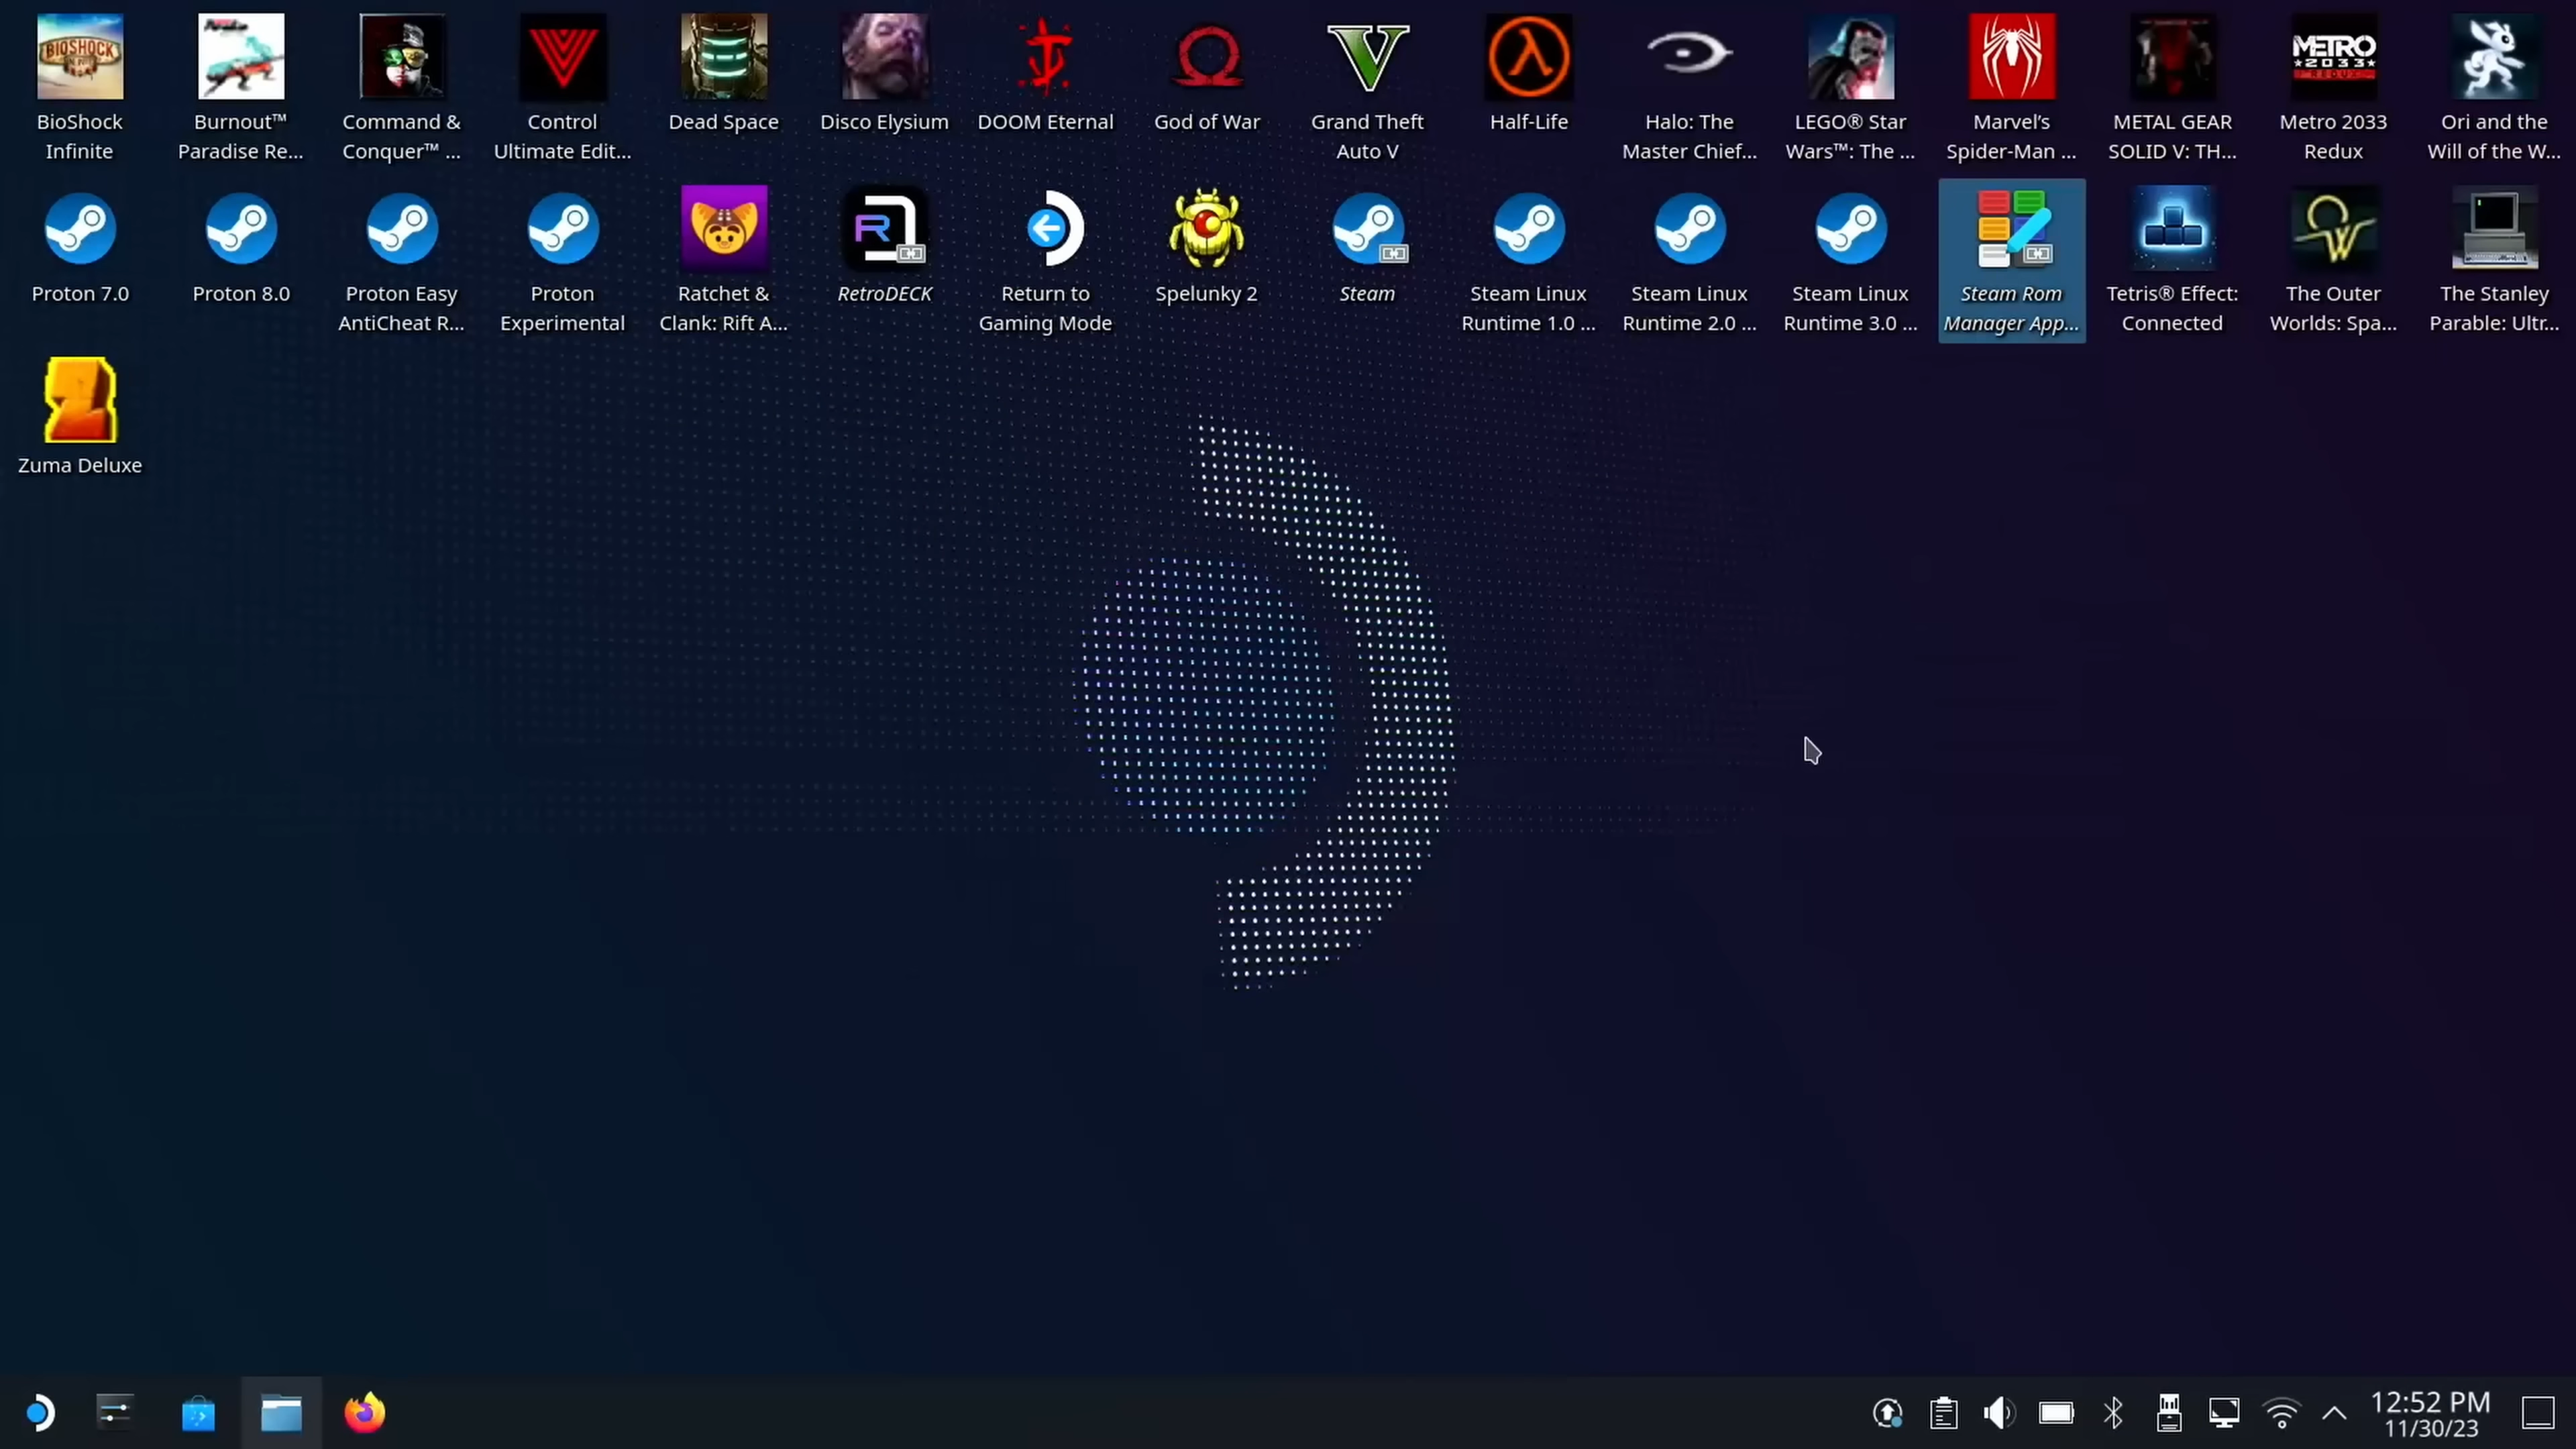 BioShock
Infinite
Burnout™
Paradise Re...
Command &
Conquer™ ...
Control
Ultimate Edit...
Dead Space
Disco Elysium
DOOM Eternal
God of War
Grand Theft
Auto V
Half-Life
Halo: The
Master Chief...
LEGO® Star
Wars™: The ...
Marvel’s
Spider-Man ...
METAL GEAR
SOLID V: TH...
METRO
2033
REDUX
Metro 2033
Redux
Ori and the
Will of the W...
Proton 7.0
Proton 8.0
Proton Easy
AntiCheat R...
Proton
Experimental
Ratchet &
Clank: Rift A...
RetroDECK
Return to
Gaming Mode
Spelunky 2
Steam
Steam Linux
Runtime 1.0 ...
Steam Linux
Runtime 2.0 ...
Steam Linux
Runtime 3.0 ...
Steam Rom
Manager App...
Tetris® Effect:
Connected
The Outer
Worlds: Spa...
The Stanley
Parable: Ultr...
Zuma Deluxe
12:52 PM
11/30/23